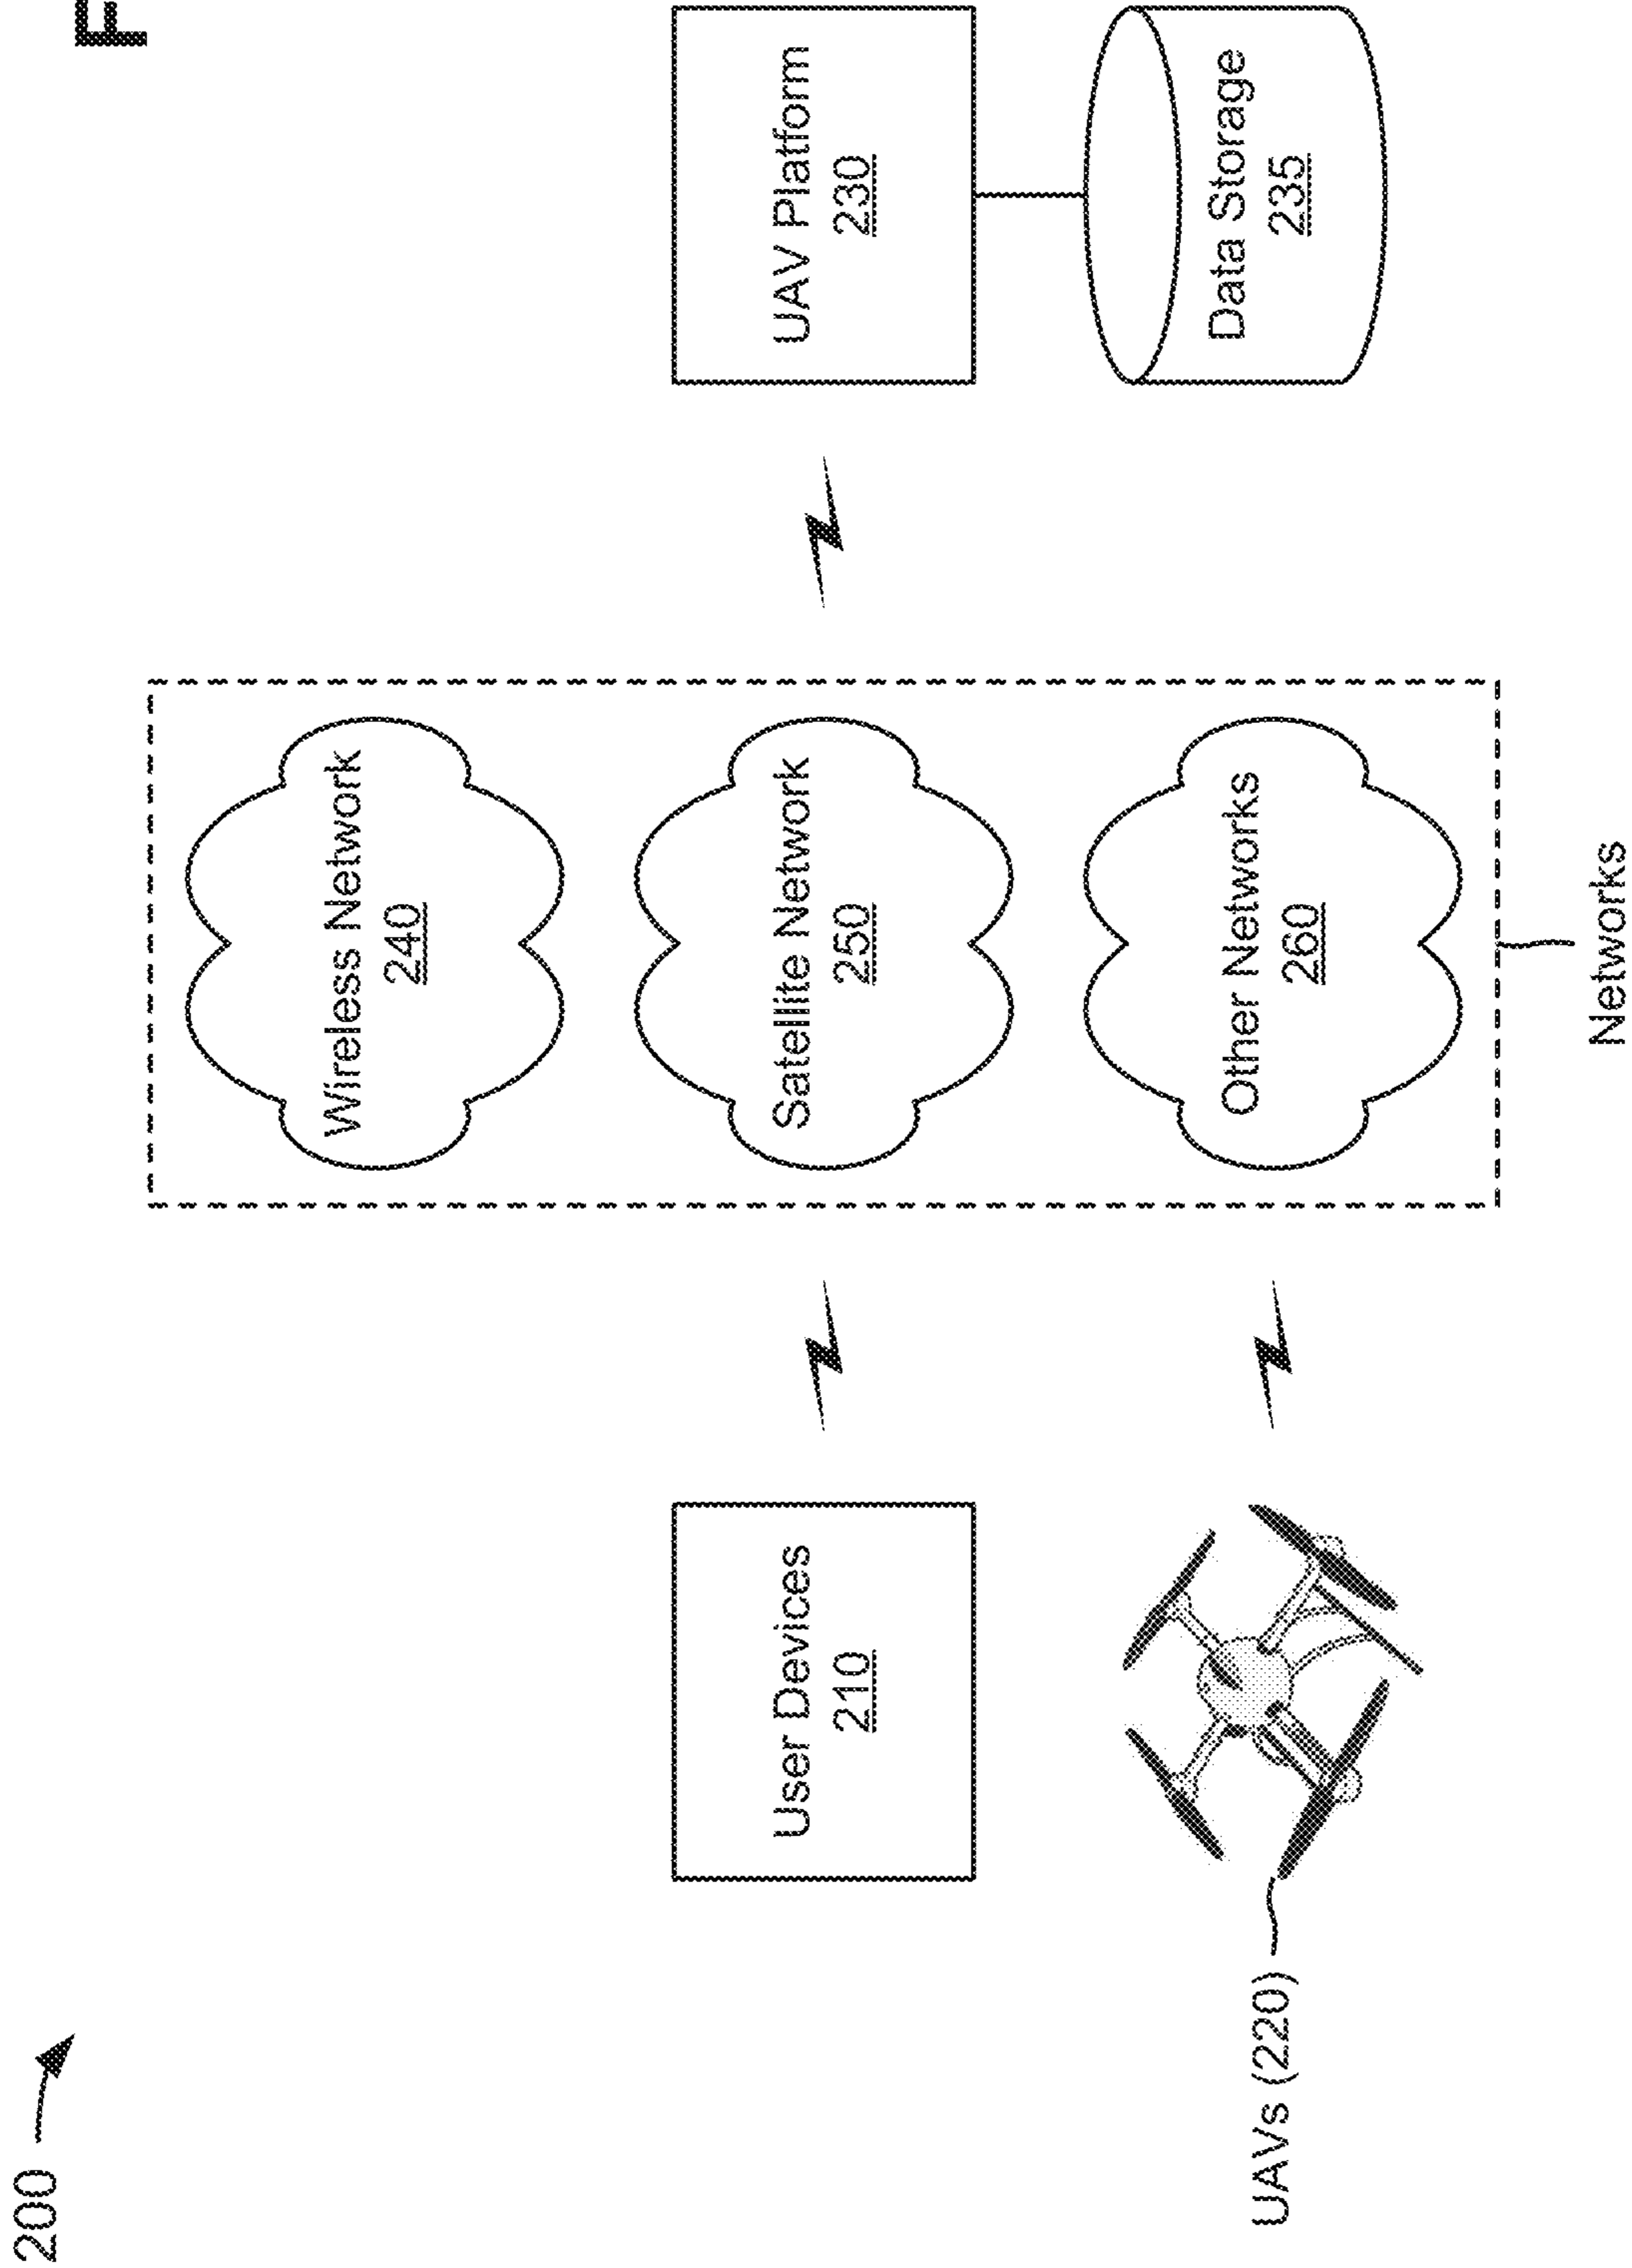 200
F
User Devices
210
UAVs (220)
Wireless Network
240
Satellite Network
250
Other Networks
260
Networks
UAV Platform
230
Data Storage
235